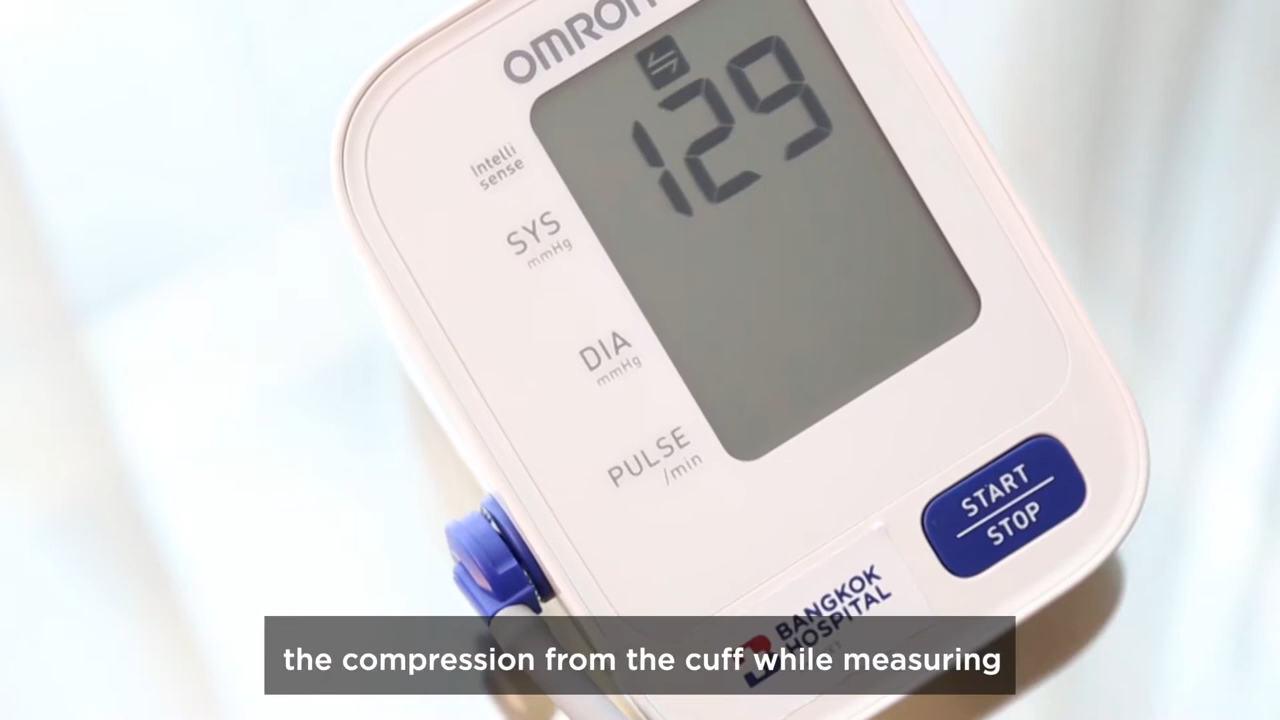 OMRON
129
Intelli
sense
SYS
mmHg
DIA
mmHg
PULSE
/min
START
STOP
BANGKOK
HOSPITAL
the compression from the cuff while measuring